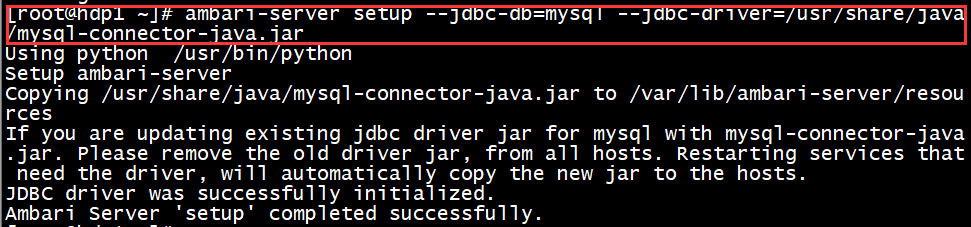 [root@hdp1 ~]# ambari-server setup --jdbc-db=mysql --jdbc-driver=/usr/share/java
/mysql-connector-java.jar
Using python  /usr/bin/python
Setup ambari-server
Copying /usr/share/java/mysql-connector-java.jar to /var/lib/ambari-server/resou
rces
If you are updating existing jdbc driver jar for mysql with mysql-connector-java
.jar. Please remove the old driver jar, from all hosts. Restarting services that
 need the driver, will automatically copy the new jar to the hosts.
JDBC driver was successfully initialized.
Ambari Server 'setup' completed successfully.